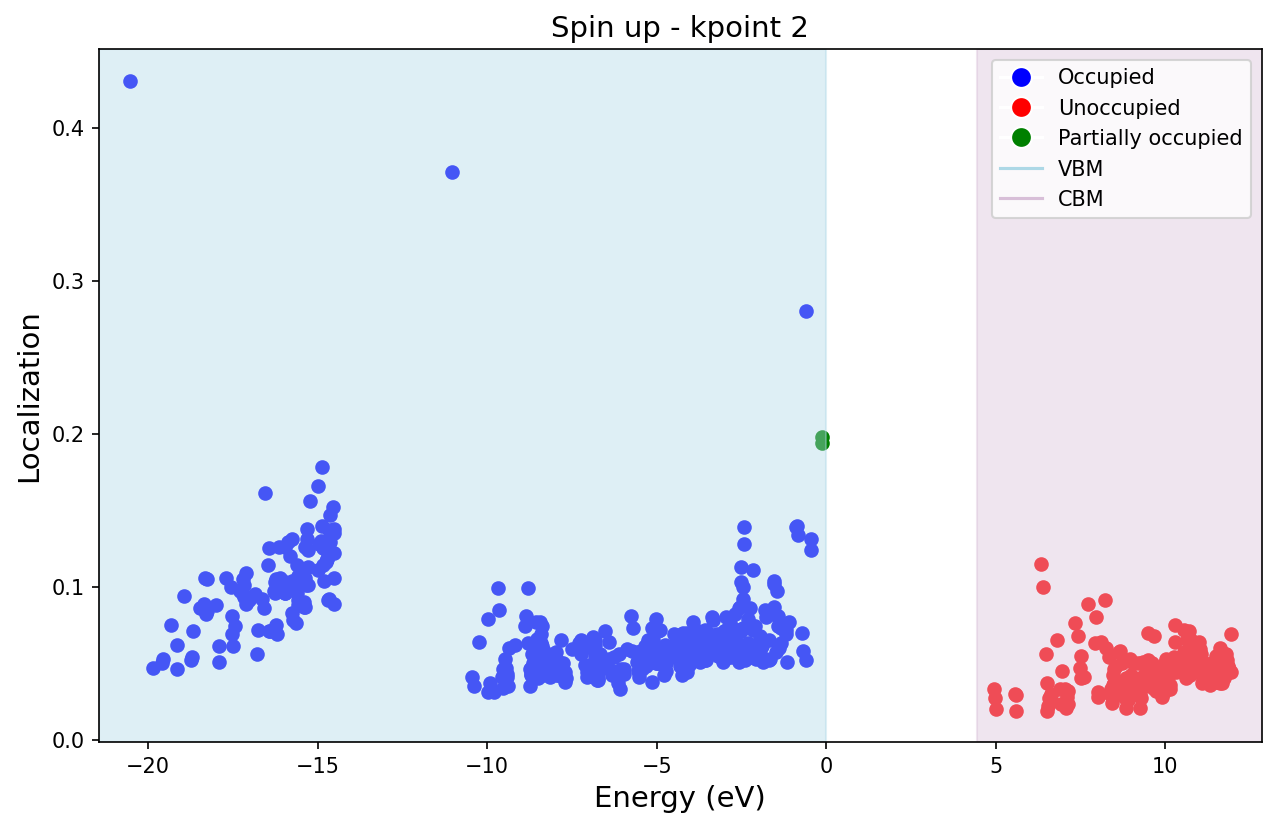 Spin up - kpoint 2
Localization
0.4
0.3
0.2
0.1
0.0
Occupied
Unoccupied
Partially occupied
VBM
CBM
−20
−15
−10
−5
0
5
10
Energy (eV)